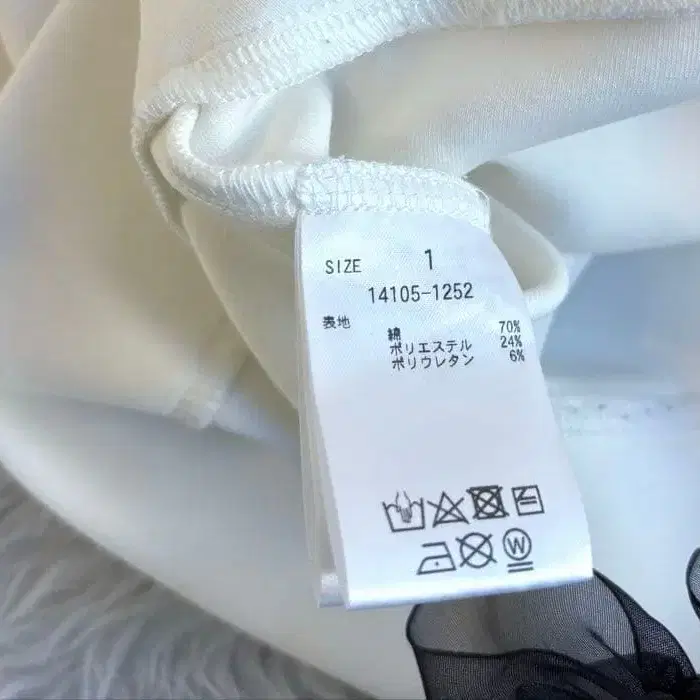 SIZE 1
14105-1252
表地 綿 70%
ポリエステル 24%
ポリウレタン 6%
W